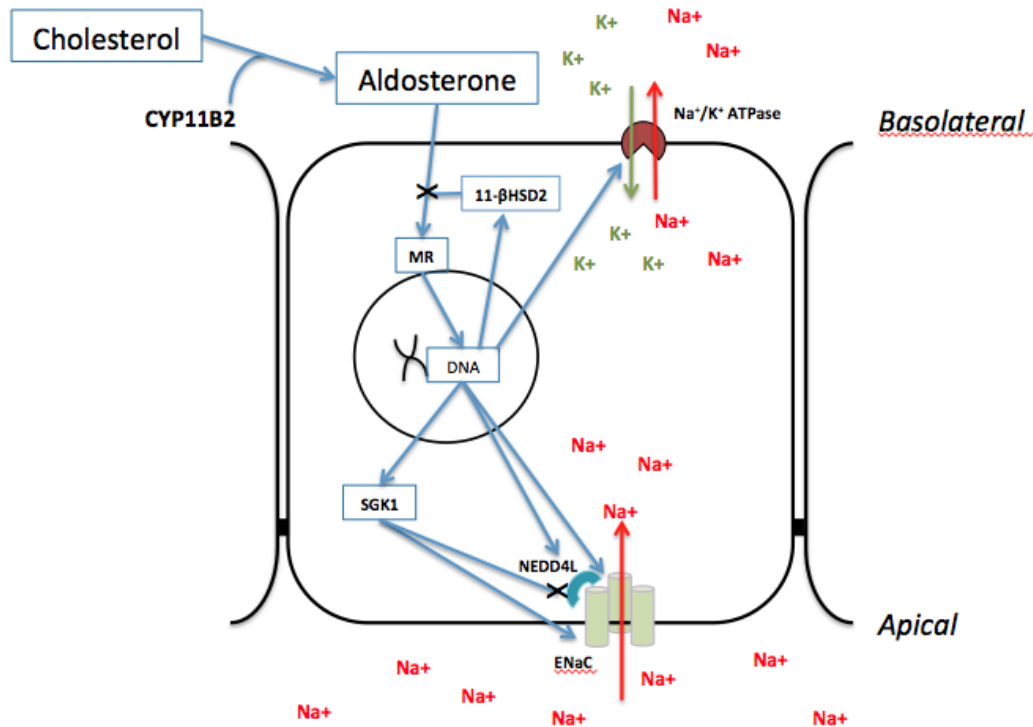 Cholesterol
Aldosterone
CYP11B2
K+
K+
K+
Na+
Na+
Na+/K+ ATPase
Basolateral
11-βHSD2
MR
K+
K+
K+
Na+
Na+
DNA
Na+
Na+
SGK1
Na+
NEDD4L
Apical
ENaC
Na+
Na+
Na+
Na+
Na+
Na+
Na+